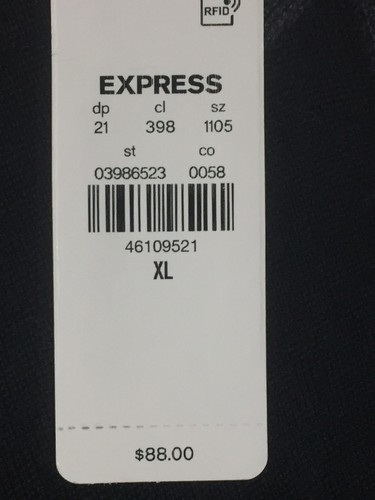 RFID
EXPRESS
dp cl sz
21 398 1105
st co
03986523 0058
46109521
XL
$88.00